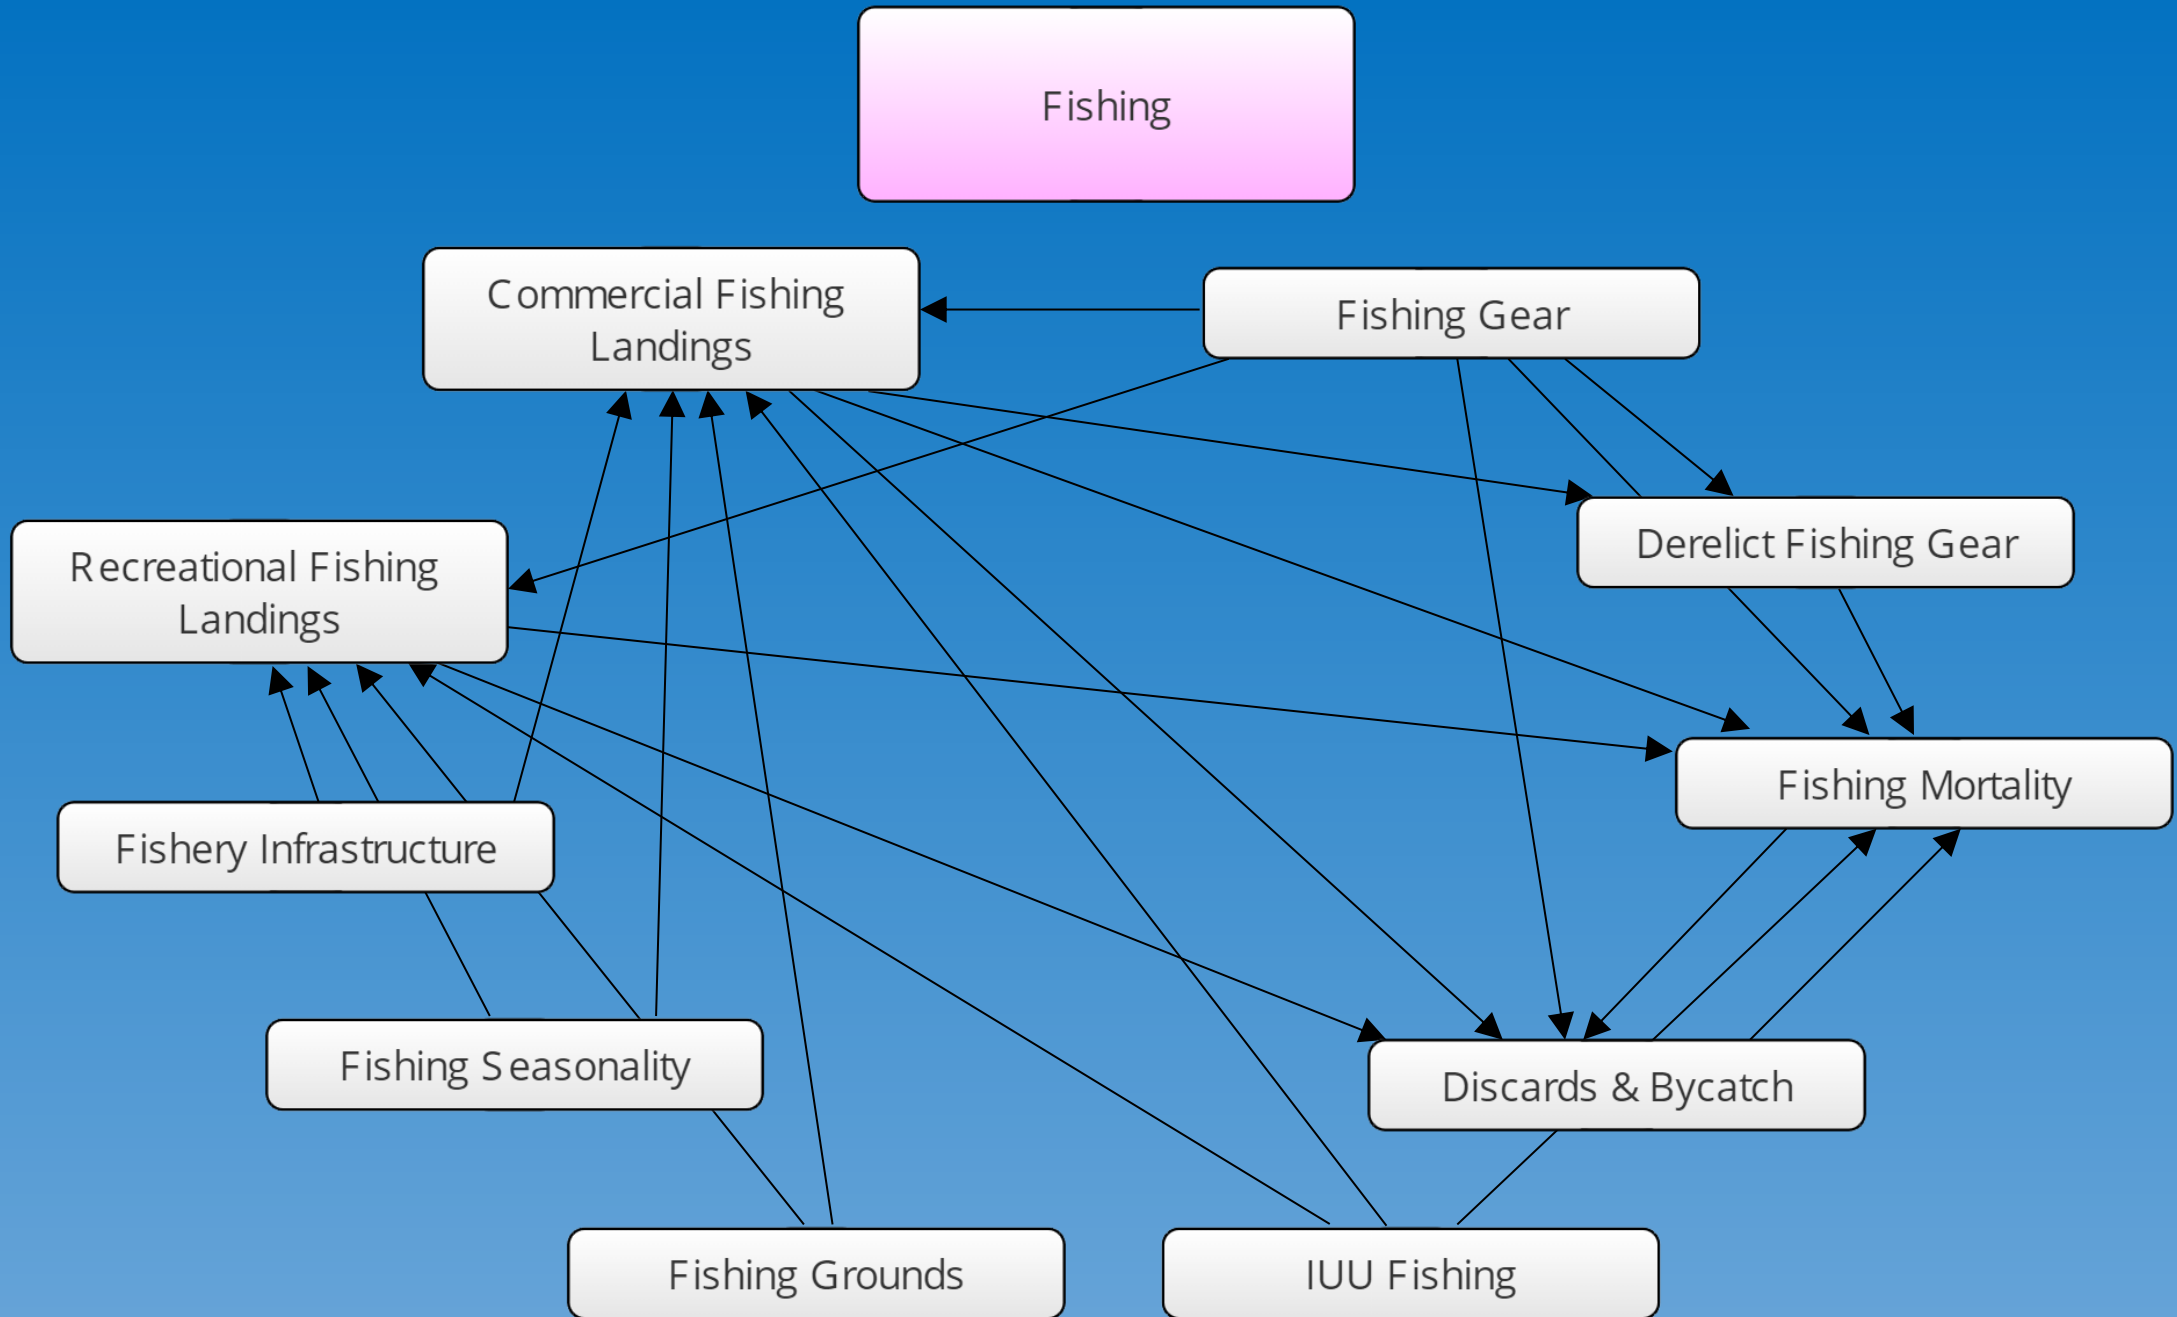 Fishing
Commercial Fishing
Landings
Fishing Gear
Recreational Fishing
Landings
Derelict Fishing Gear
Fishing Mortality
Fishery Infrastructure
Fishing Seasonality
Discards & Bycatch
Fishing Grounds
IUU Fishing